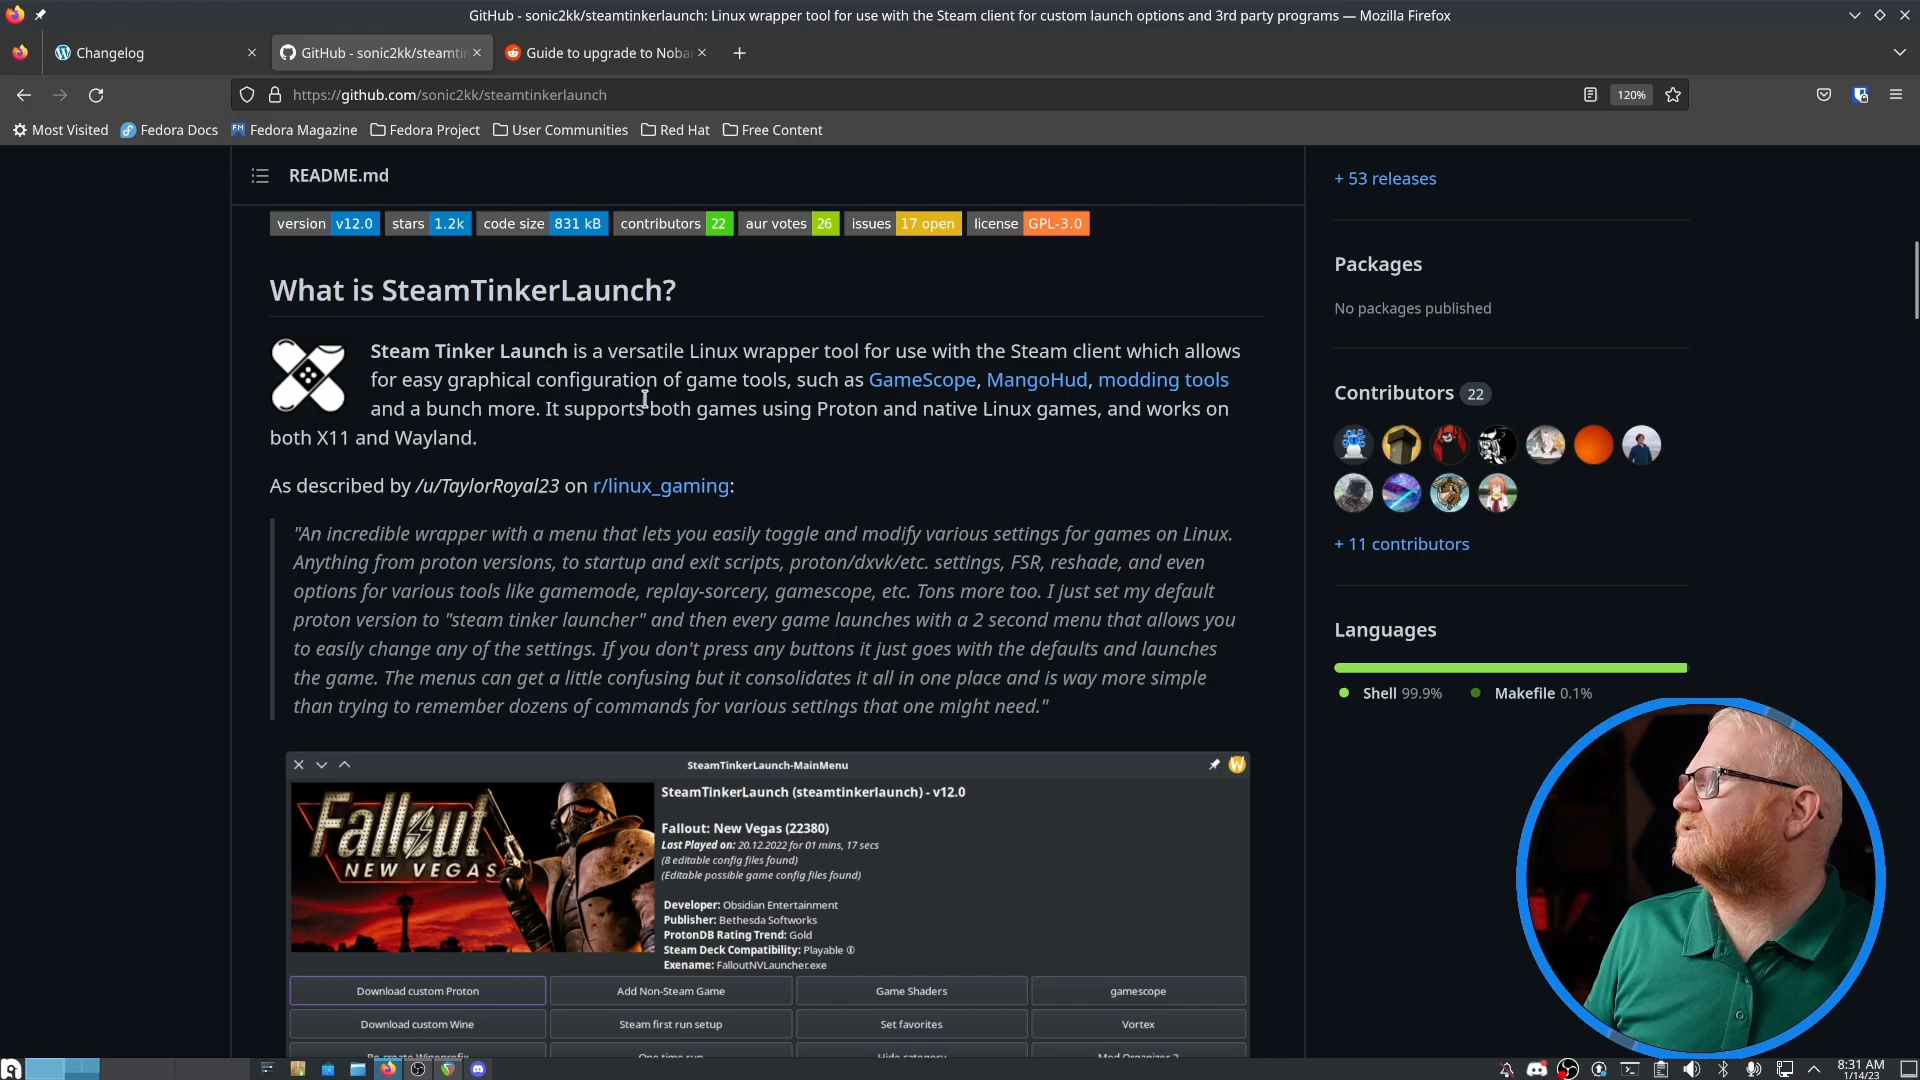 GitHub - sonic2kk/steamtinkerlaunch: Linux wrapper tool for use with the Steam client for custom launch options and 3rd party programs — Mozilla Firefox
Changelog
GitHub - sonic2kk/steamtin
Guide to upgrade to Nobar
https://github.com/sonic2kk/steamtinkerlaunch
120%
Most Visited
Fedora Docs
Fedora Magazine
Fedora Project
User Communities
Red Hat
Free Content
README.md
version v12.0
stars 1.2k
code size 831 kB
contributors 22
aur votes 26
issues 17 open
license GPL-3.0
What is SteamTinkerLaunch?
Steam Tinker Launch is a versatile Linux wrapper tool for use with the Steam client which allows
for easy graphical configuration of game tools, such as GameScope, MangoHud, modding tools
and a bunch more. It supports both games using Proton and native Linux games, and works on
both X11 and Wayland.
As described by /u/TaylorRoyal23 on r/linux_gaming:
"An incredible wrapper with a menu that lets you easily toggle and modify various settings for games on Linux.
Anything from proton versions, to startup and exit scripts, proton/dxvk/etc. settings, FSR, reshade, and even
options for various tools like gamemode, replay-sorcery, gamescope, etc. Tons more too. I just set my default
proton version to "steam tinker launcher" and then every game launches with a 2 second menu that allows you
to easily change any of the settings. If you don't press any buttons it just goes with the defaults and launches
the game. The menus can get a little confusing but it consolidates it all in one place and is way more simple
than trying to remember dozens of commands for various settings that one might need."
SteamTinkerLaunch-MainMenu
Fallout
NEW VEGAS
SteamTinkerLaunch (steamtinkerlaunch) - v12.0
Fallout: New Vegas (22380)
Last Played on: 20.12.2022 for 01 mins, 17 secs
(8 editable config files found)
(Editable possible game config files found)
Developer: Obsidian Entertainment
Publisher: Bethesda Softworks
ProtonDB Rating Trend: Gold
Steam Deck Compatibility: Playable
Exename: FalloutNVLauncher.exe
Download custom Proton
Add Non-Steam Game
Game Shaders
gamescope
Download custom Wine
Steam first run setup
Set favorites
Vortex
Re-create Wineprefix
One time run
Hide category
Mod Organizer 2
+ 53 releases
Packages
No packages published
Contributors 22
+ 11 contributors
Languages
Shell 99.9%
Makefile 0.1%
8:31 AM
1/14/23